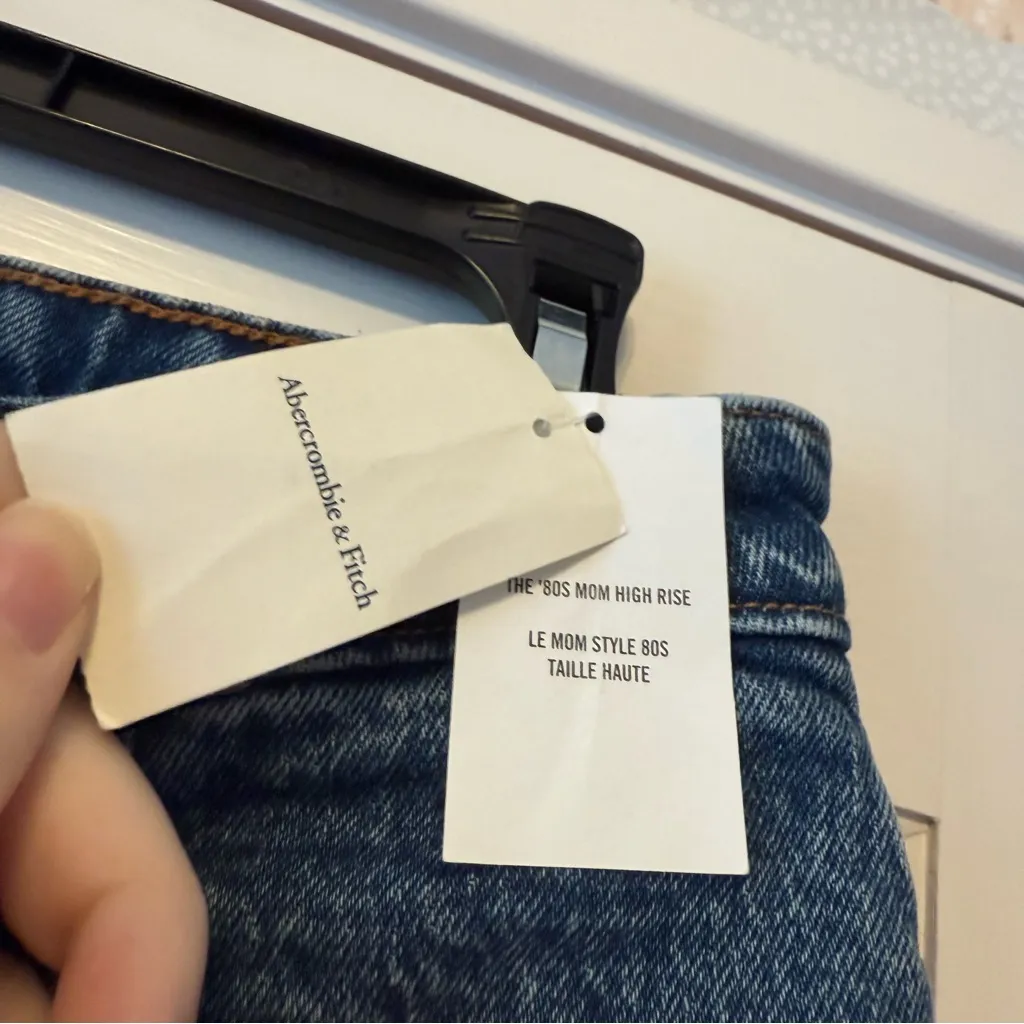 Abercrombie & Fitch
THE '80S MOM HIGH RISE
LE MOM STYLE 80S
TAILLE HAUTE